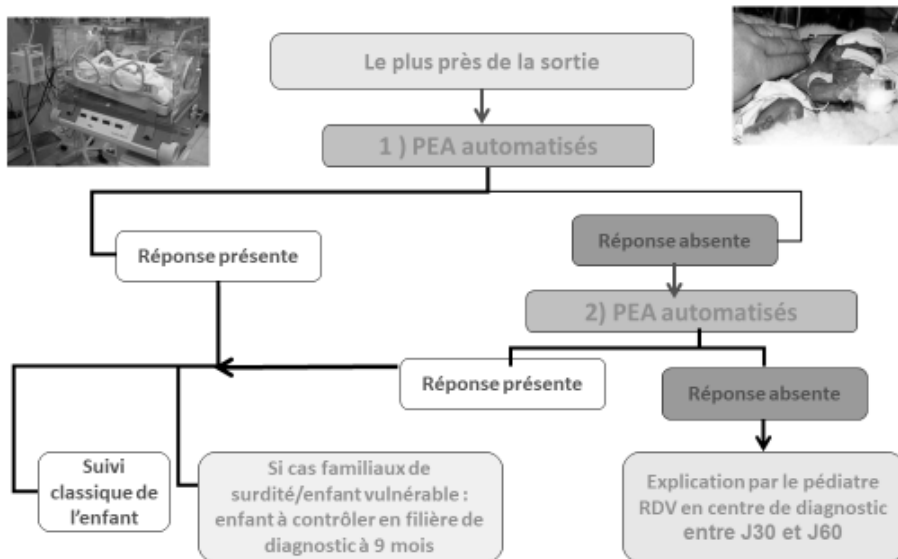 Le plus près de la sortie
1 ) PEA automatisés
Réponse présente
Réponse absente
2) PEA automatisés
Réponse présente
Réponse absente
Suivi
classique de
l'enfant
Si cas familiaux de
surdité/enfant vulnérable :
enfant à contrôler en filière de
diagnostic à 9 mois
Explication par le pédiatre
RDV en centre de diagnostic
entre J30 et J60